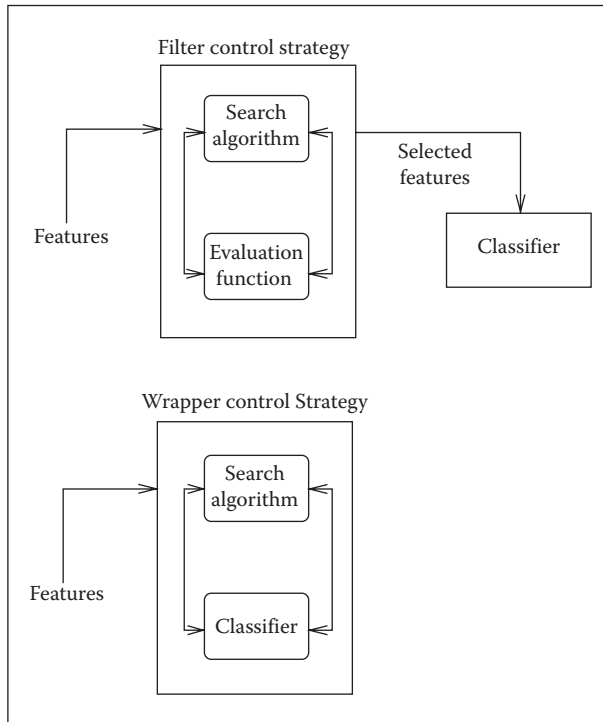 Filter control strategy
Search
algorithm
Selected
features
Features
Evaluation
function
Classifier
Wrapper control Strategy
Search
algorithm
Features
Classifier